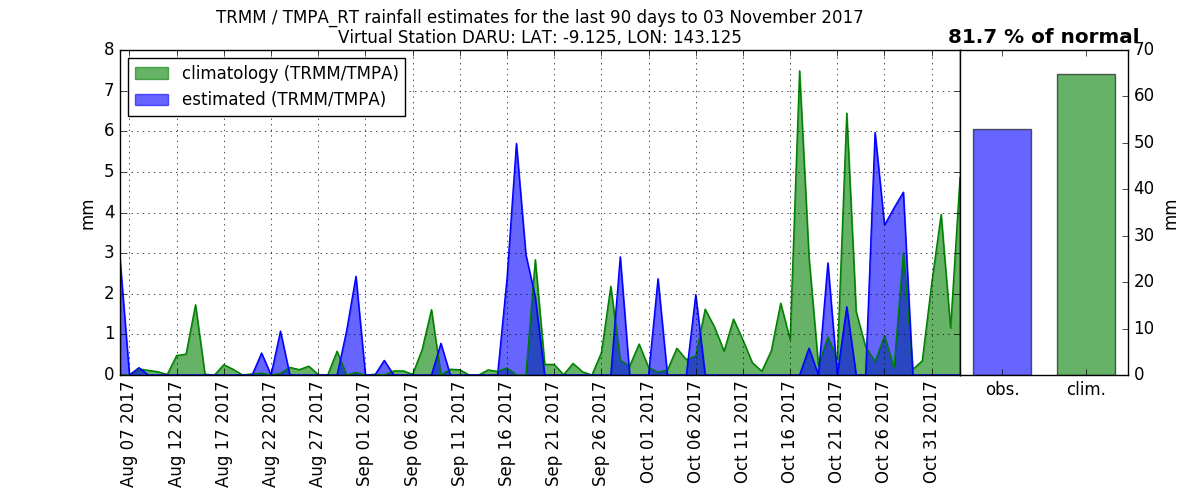 TRMM / TMPA_RT rainfall estimates for the last 90 days to 03 November 2017
Virtual Station DARU: LAT: -9.125, LON: 143.125
81.7 % of normal
climatology (TRMM/TMPA)
estimated (TRMM/TMPA)
8
7
6
5
4
3
2
1
0
mm
70
60
50
40
30
20
10
0
mm
Aug 07 2017
Aug 12 2017
Aug 17 2017
Aug 22 2017
Aug 27 2017
Sep 01 2017
Sep 06 2017
Sep 11 2017
Sep 16 2017
Sep 21 2017
Sep 26 2017
Oct 01 2017
Oct 06 2017
Oct 11 2017
Oct 16 2017
Oct 21 2017
Oct 26 2017
Oct 31 2017
obs.
clim.